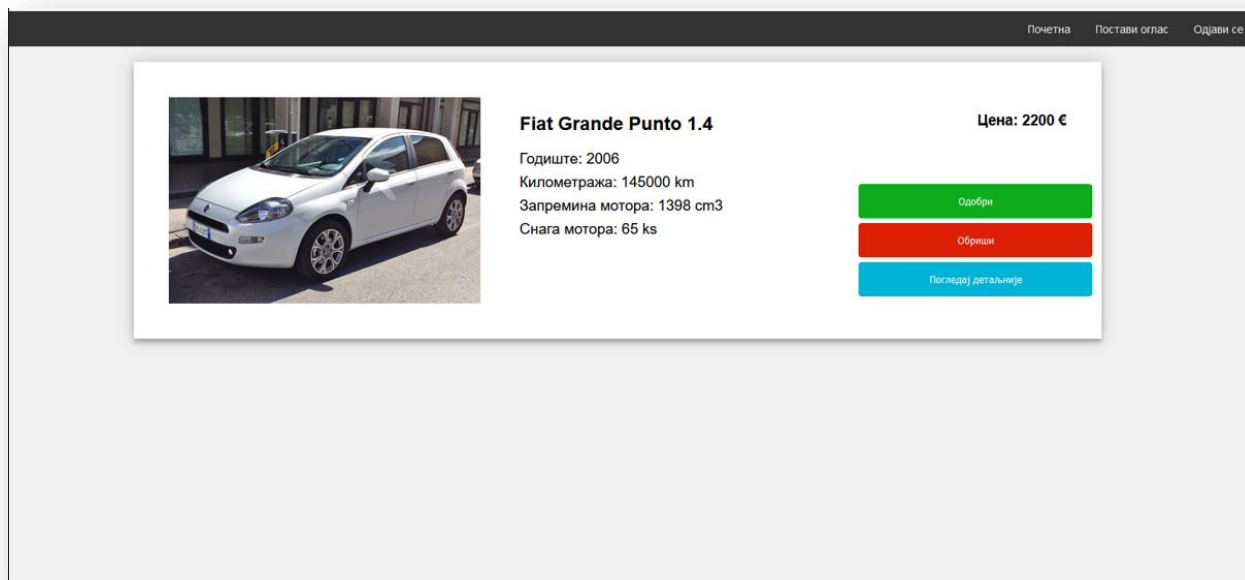 Почетна Постави оглас Одјави се
Fiat Grande Punto 1.4
Цена: 2200 €
Годиште: 2006
Километража: 145000 km
Запремина мотора: 1398 cm3
Снага мотора: 65 ks
Одобри
Обриши
Погледај детаљније